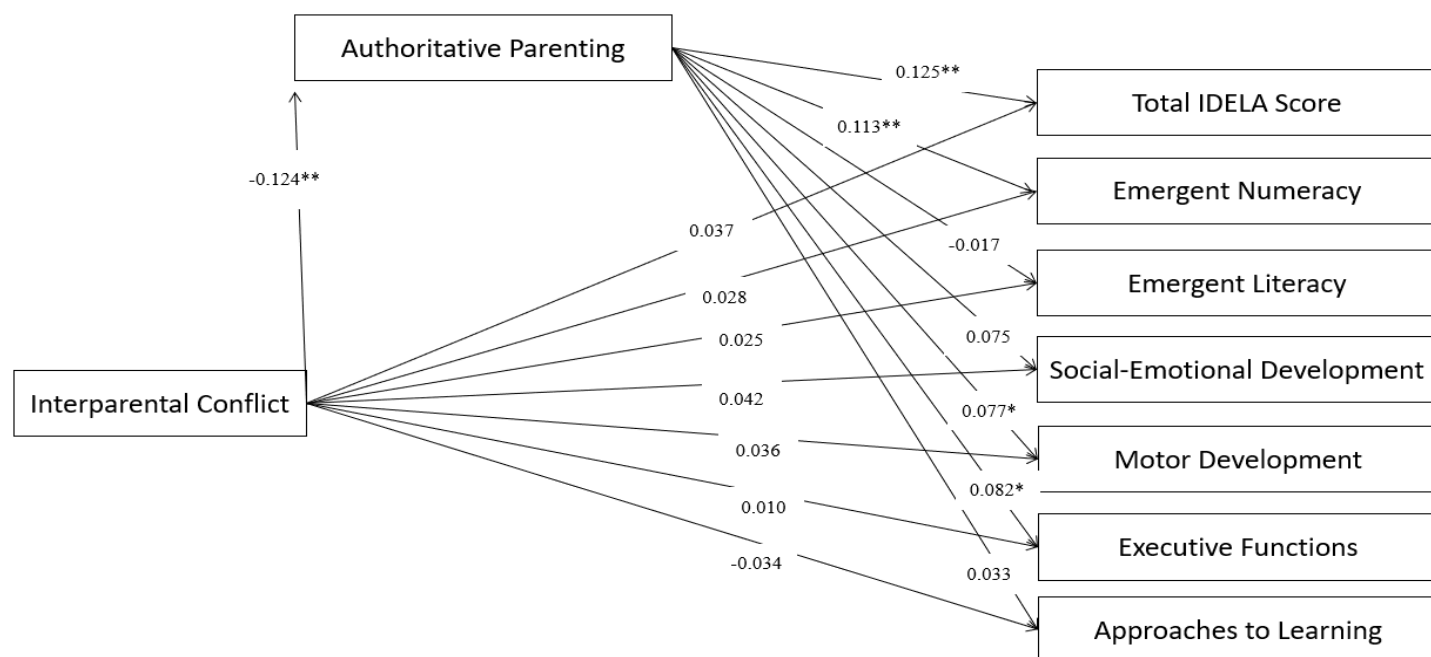 Authoritative Parenting
0.125**
Total IDELA Score
0.113**
-0.124**
Emergent Numeracy
0.037
-0.017
Emergent Literacy
0.028
0.025
0.075
Social-Emotional Development
Interparental Conflict
0.042
0.077*
0.036
Motor Development
0.082*
0.010
Executive Functions
-0.034
0.033
Approaches to Learning